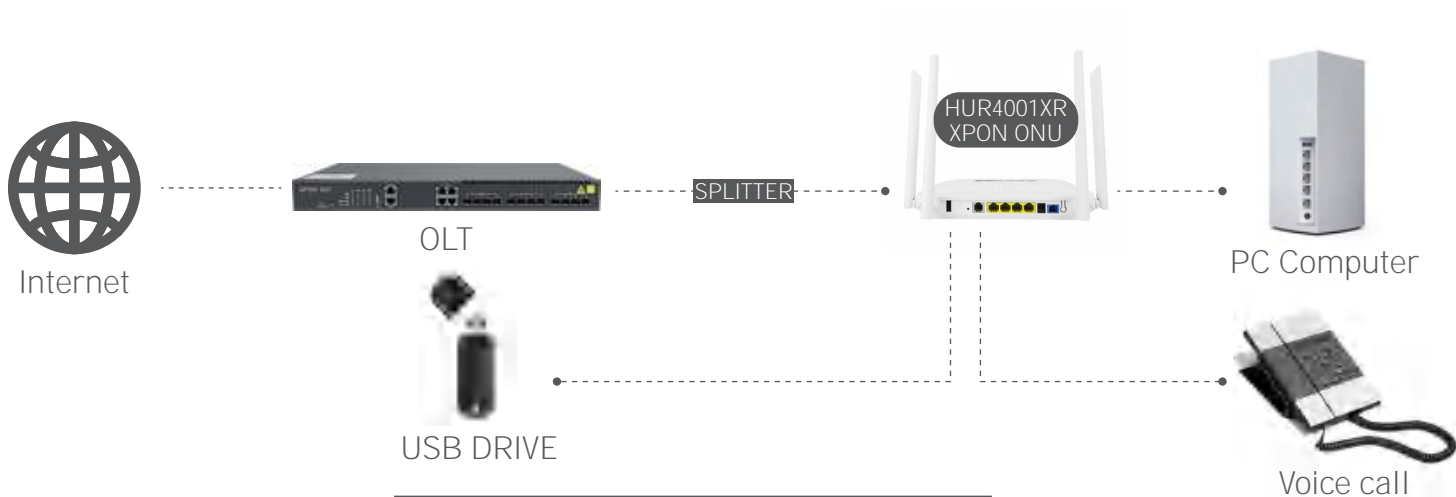 HUR4001XR
XPON ONU
SPLITTER
OLT
Internet
PC Computer
USB DRIVE
Voice call